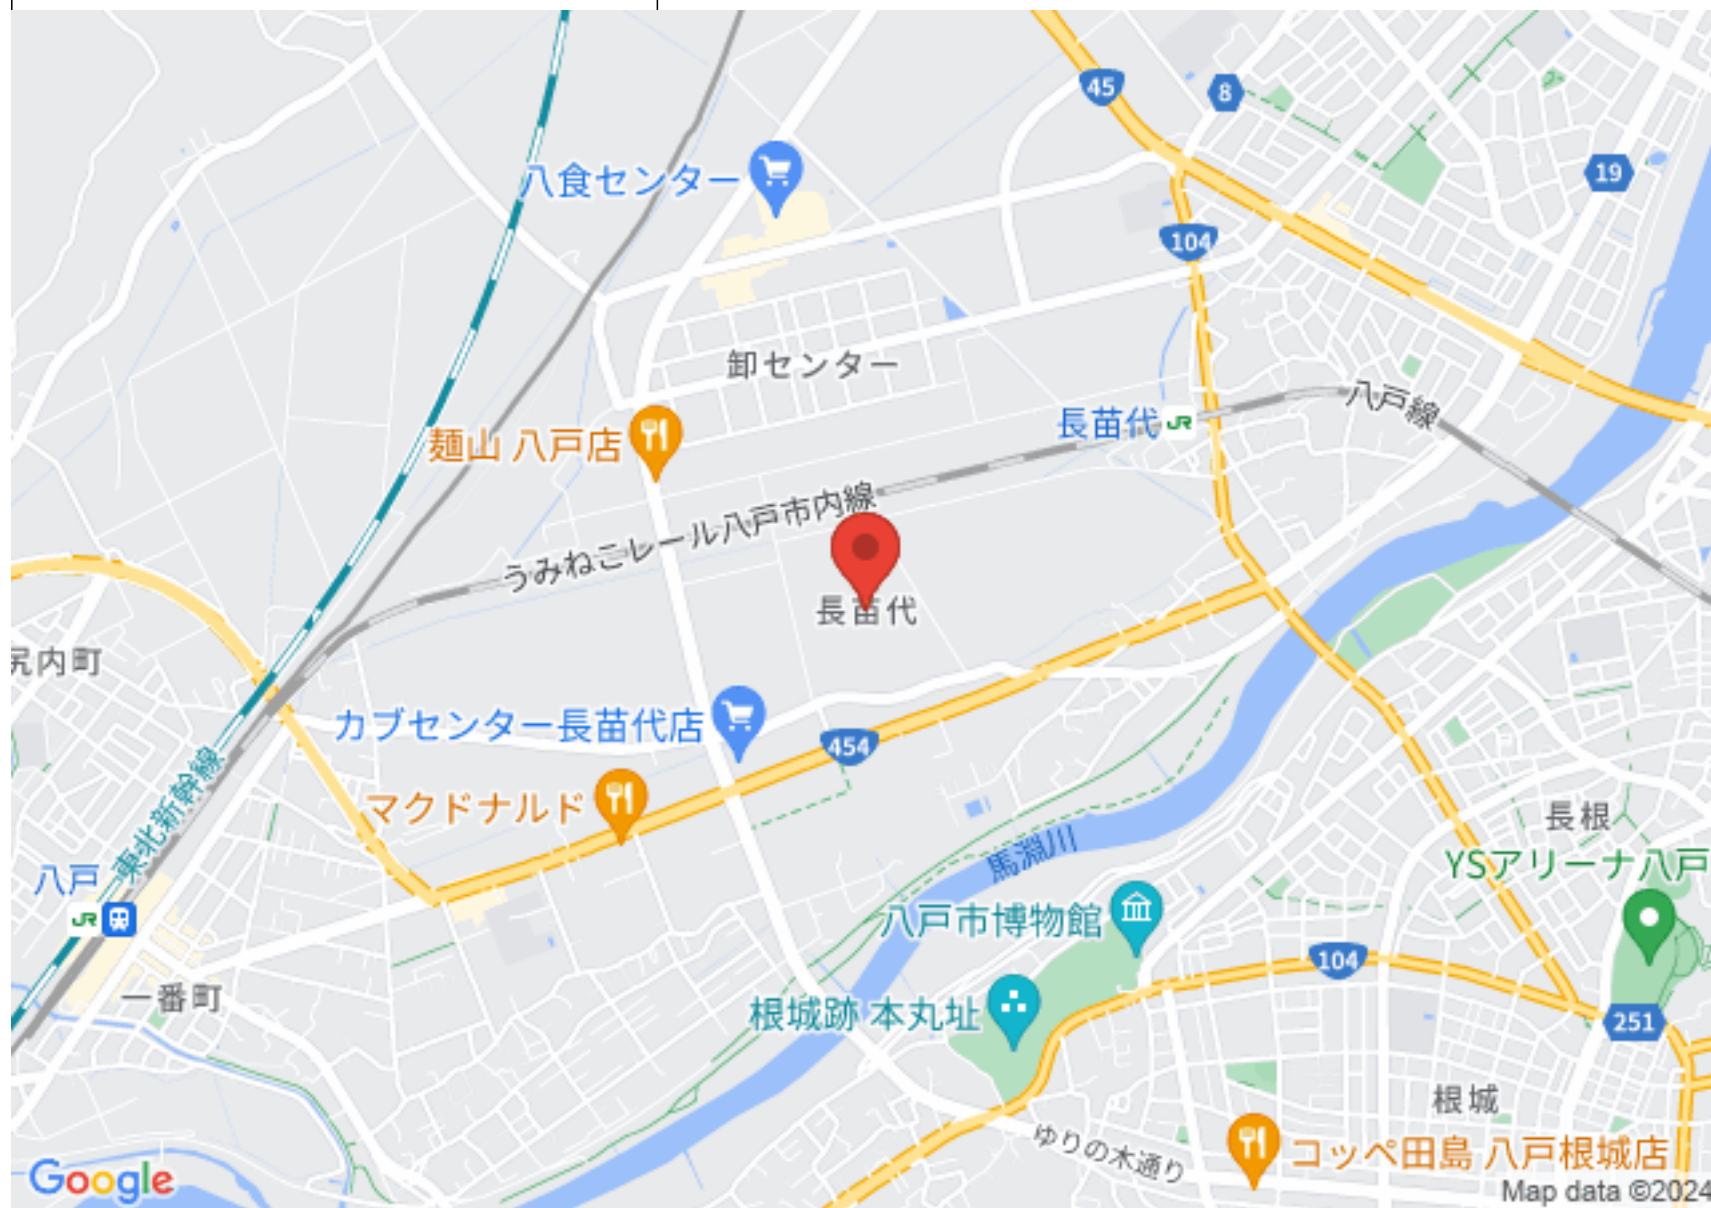 45
8
19
八食センター
104
卸センター
八戸線
長苗代
JR
麺山 八戸店
うみねこレール八戸市内線
長苗代
尻内町
カブセンター長苗代店
454
マクドナルド
東北新幹線
長根
馬淵川
YSアリーナ八戸
八戸
JR
八戸市博物館
104
一番町
根城跡 本丸址
251
根城
ゆりの木通り
コッペ田島 八戸根城店
Google
Map data ©2024